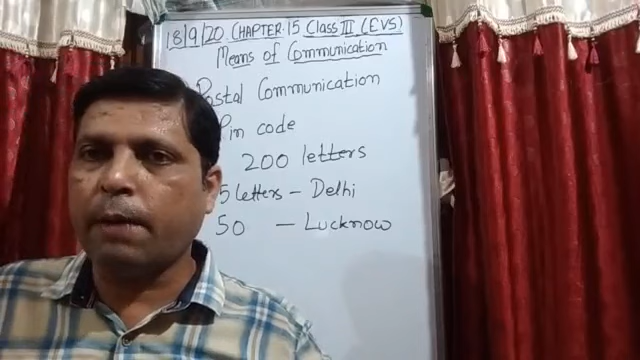 18/9/20. CHAPTER·15 Class III (EVS)
Means of Communication
Postal Communication
Pin code
200 letters
5 letters – Delhi
50 – Lucknow